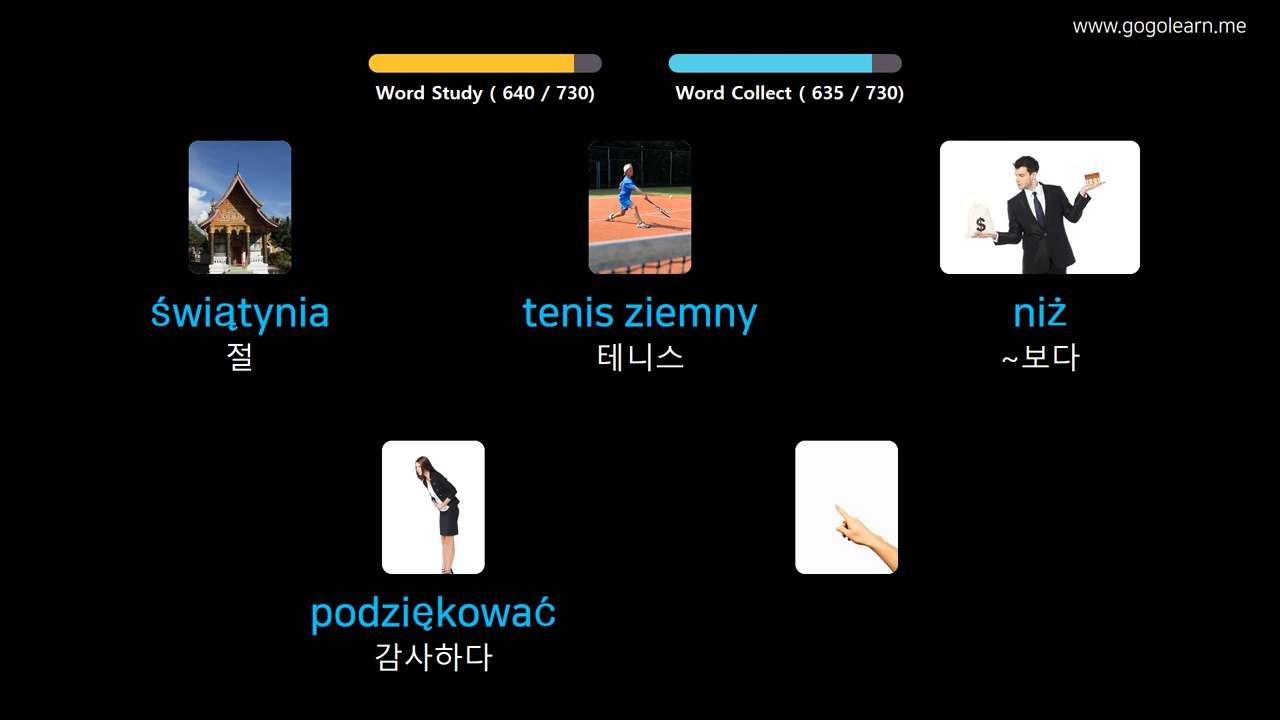 www.gogolearn.me
Word Study ( 640 / 730)
Word Collect ( 635 / 730)
świątynia
절
tenis ziemny
테니스
niż
~보다
$
podziękować
감사하다